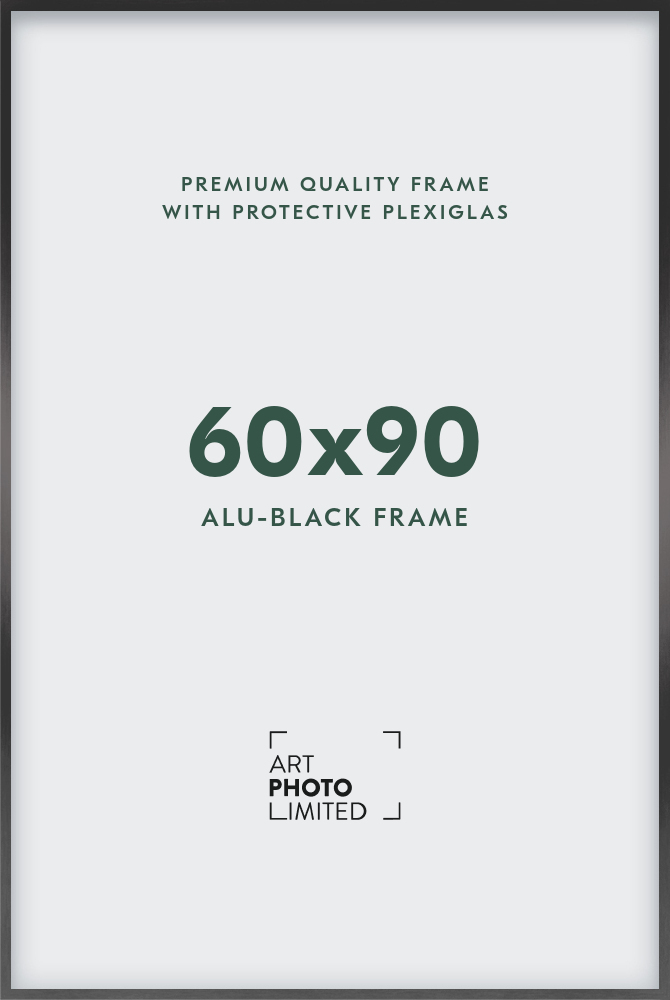 PREMIUM QUALITY FRAME
WITH PROTECTIVE PLEXIGLAS
60x90
ALU-BLACK FRAME
ART
PHOTO
LIMITED